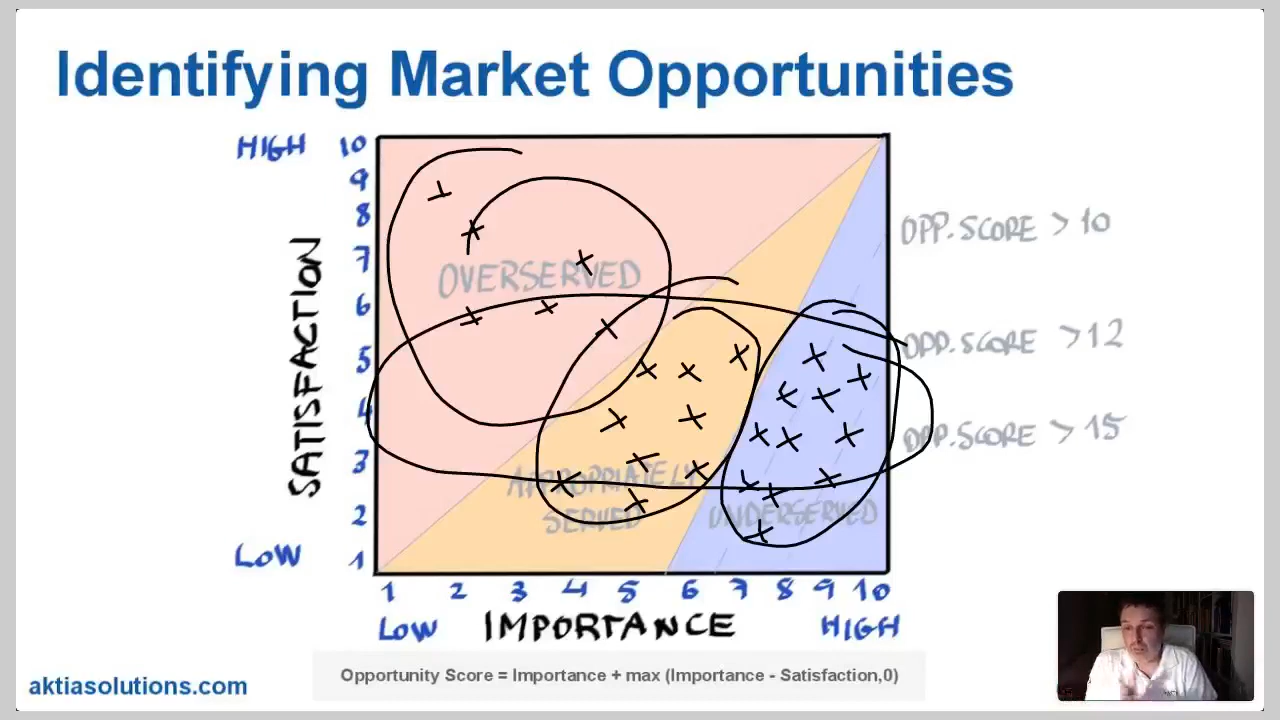 Identifying Market Opportunities
HIGH
SATISFACTION
LOW
10
9
8
7
6
5
4
3
2
1
OVERSERVED
APPROPRIATELY
SERVED
UNDERSERVED
OPP.SCORE > 10
OPP.SCORE > 12
OPP.SCORE > 15
1 2 3 4 5 6 7 8 9 10
LOW IMPORTANCE HIGH
Opportunity Score = Importance + max (Importance - Satisfaction,0)
aktiasolutions.com